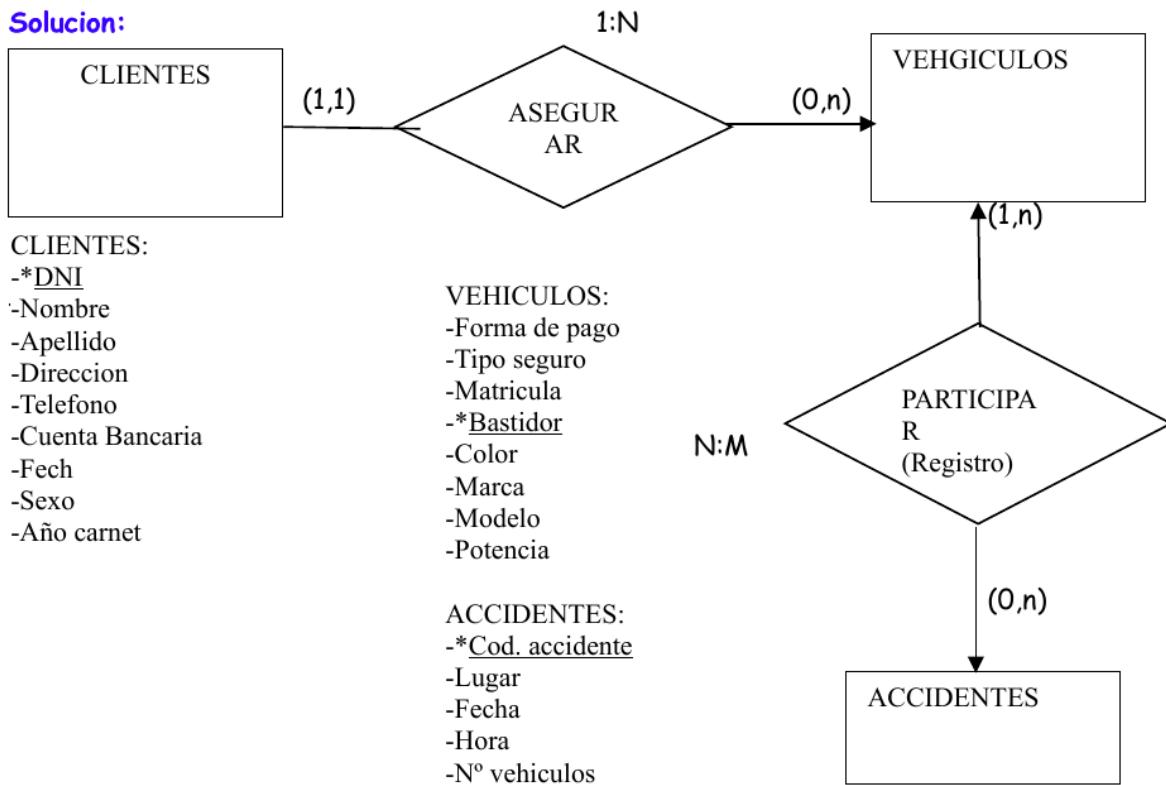 Solucion:
1:N
CLIENTES
(1,1)
ASEGUR
AR
(0,n)
VEHGICULOS
(1,n)
CLIENTES:
-*DNI
-Nombre
-Apellido
-Direccion
-Telefono
-Cuenta Bancaria
-Fech
-Sexo
-Año carnet
VEHICULOS:
-Forma de pago
-Tipo seguro
-Matricula
-*Bastidor
-Color
-Marca
-Modelo
-Potencia
N:M
PARTICIPA
R
(Registro)
(0,n)
ACCIDENTES:
-*Cod. accidente
-Lugar
-Fecha
-Hora
-Nº vehiculos
ACCIDENTES